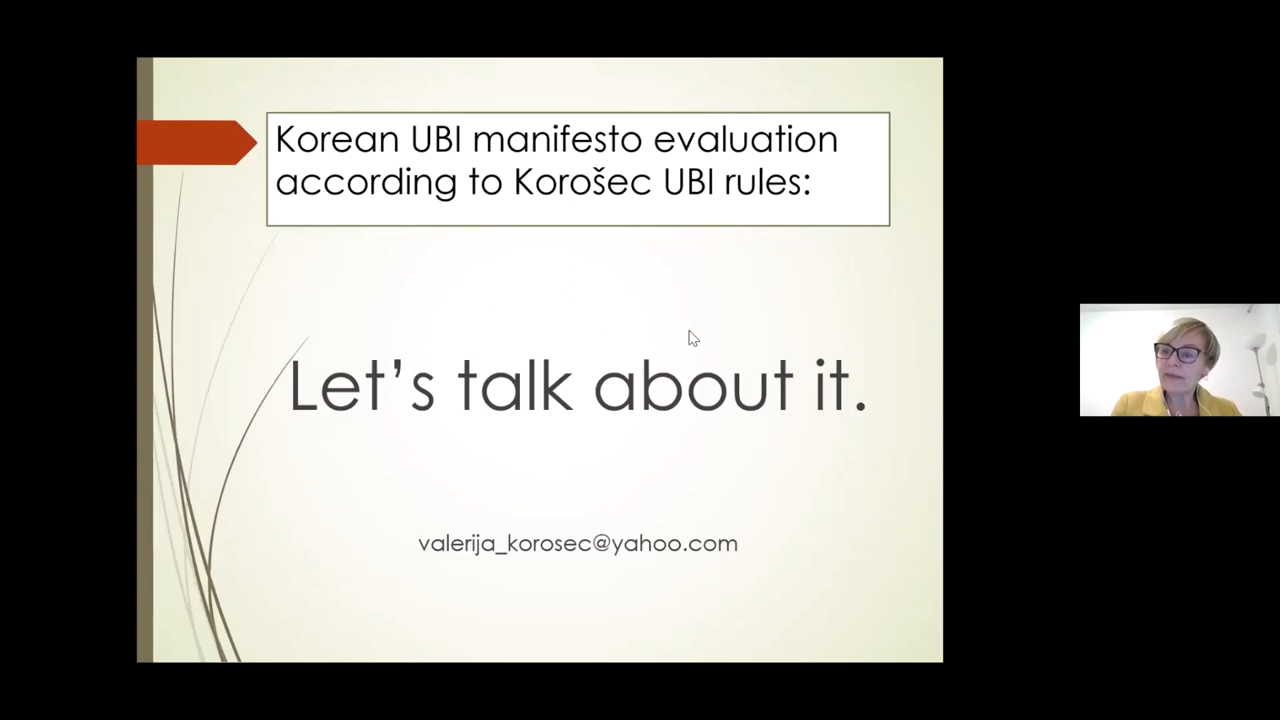 Korean UBI manifesto evaluation
according to Korošec UBI rules:
Let’s talk about it.
valerija_korosec@yahoo.com